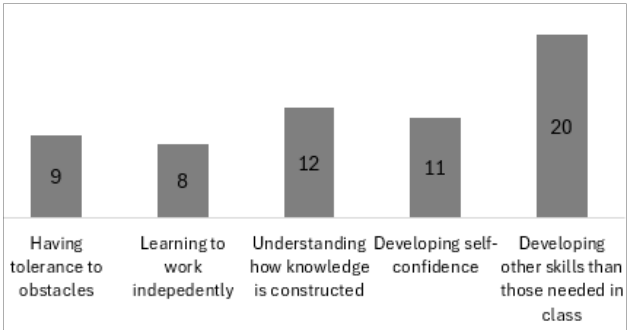 9
8
12
11
20
Having
tolerance to
obstacles
Learning to
work
indepedently
Understanding
how knowledge
is constructed
Developing self-
confidence
Developing
other skills than
those needed in
class